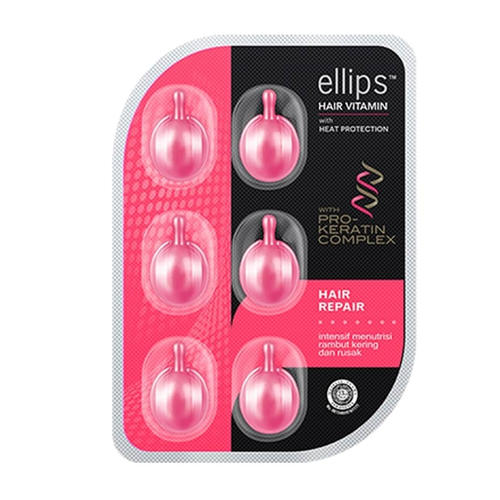 ellips™
HAIR VITAMIN
with
HEAT PROTECTION
WITH
PRO-
KERATIN
COMPLEX
HAIR
REPAIR
intensif menutrisi
rambut kering
dan rusak